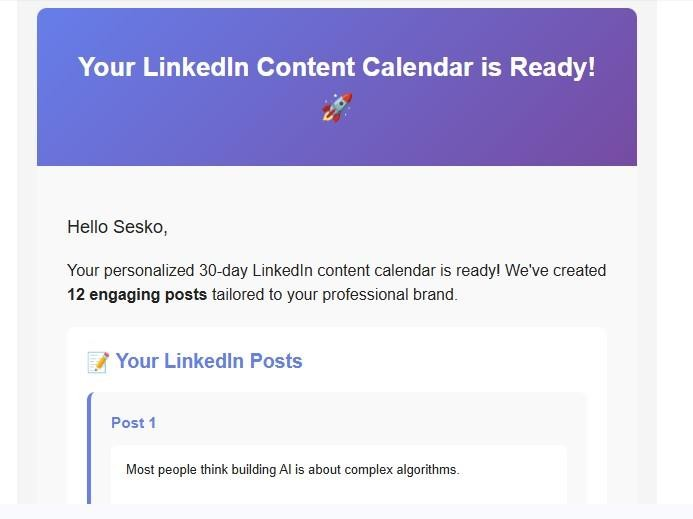 Your LinkedIn Content Calendar is Ready!
🚀
Hello Sesko,
Your personalized 30-day LinkedIn content calendar is ready! We've created
12 engaging posts tailored to your professional brand.
📝 Your LinkedIn Posts
Post 1
Most people think building AI is about complex algorithms.